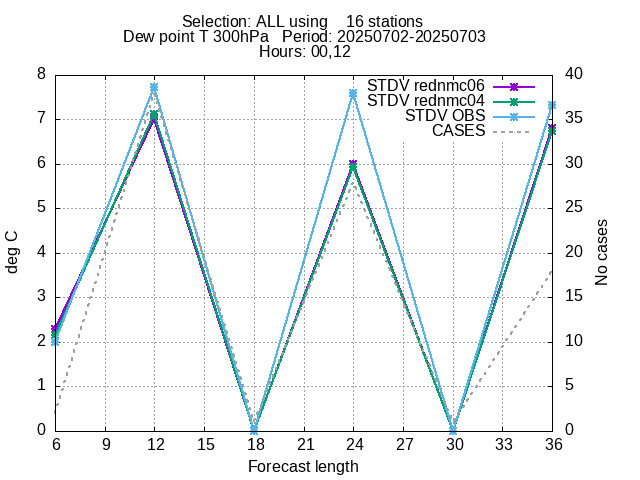 Selection: ALL using    16 stations
Dew point T 300hPa   Period: 20250702-20250703
Hours: 00,12
STDV rednmc06
STDV rednmc04
STDV OBS
CASES
deg C
No cases
8
7
6
5
4
3
2
1
0
40
35
30
25
20
15
10
5
0
6 9 12 15 18 21 24 27 30 33 36
Forecast length